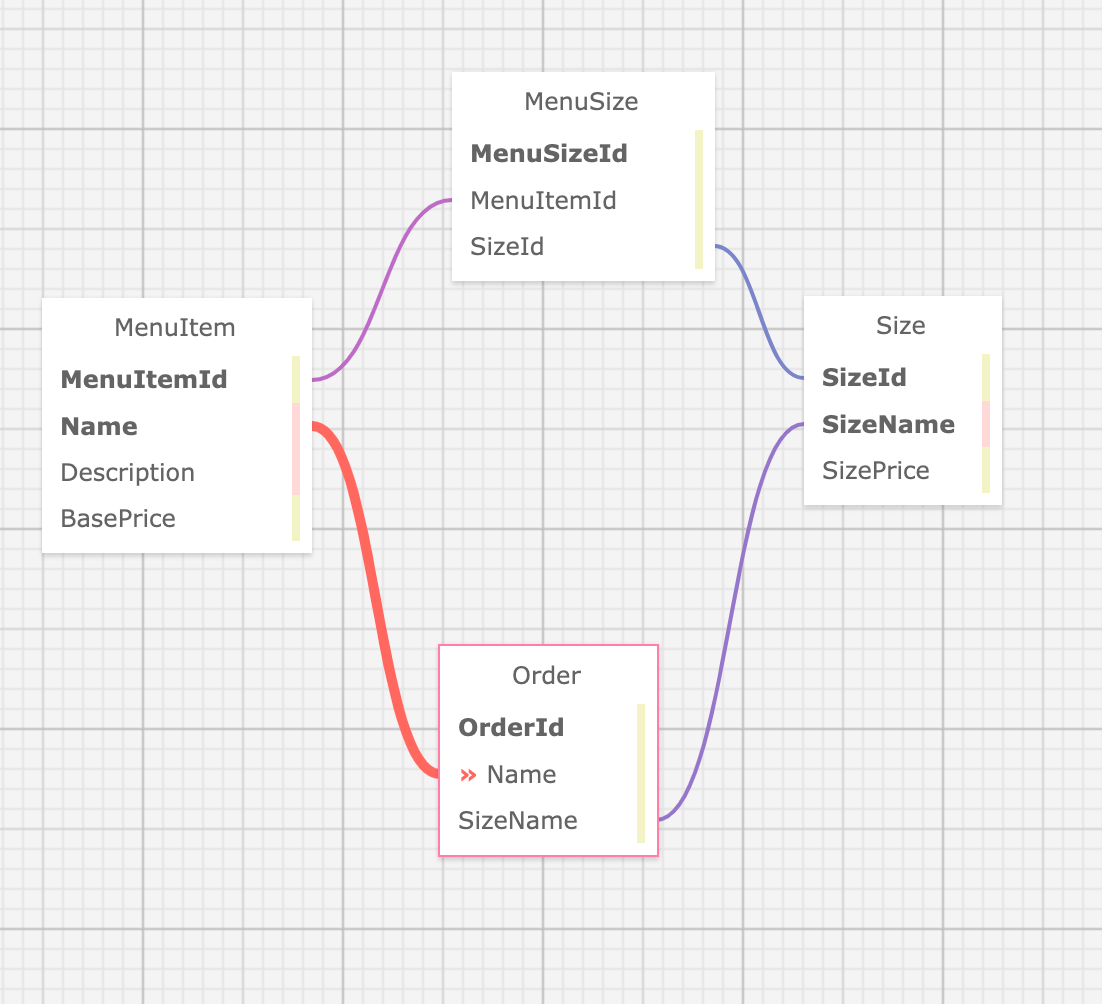 MenuSize
MenuSizeId
MenuItemId
SizeId
MenuItem
MenuItemId
Name
Description
BasePrice
Size
SizeId
SizeName
SizePrice
Order
OrderId
» Name
SizeName